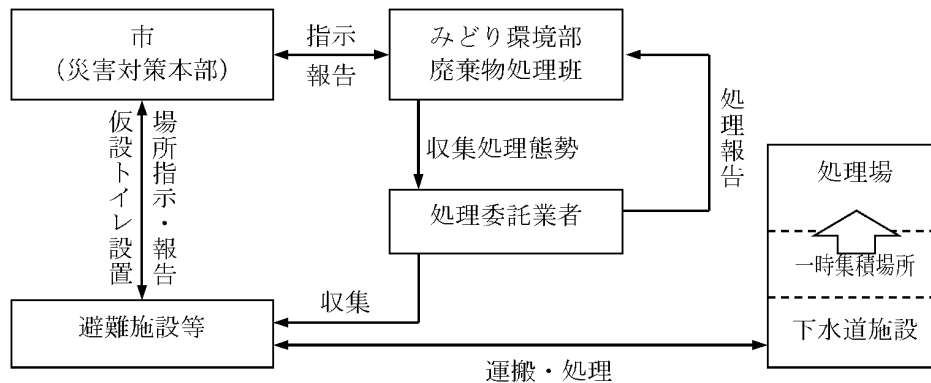 市
（災害対策本部）
指示
報告
みどり環境部
廃棄物処理班
処理報告
収集処理態勢
処理委託業者
仮設トイレ設置
場所指示・報告
収集
避難施設等
運搬・処理
処理場
一時集積場所
下水道施設